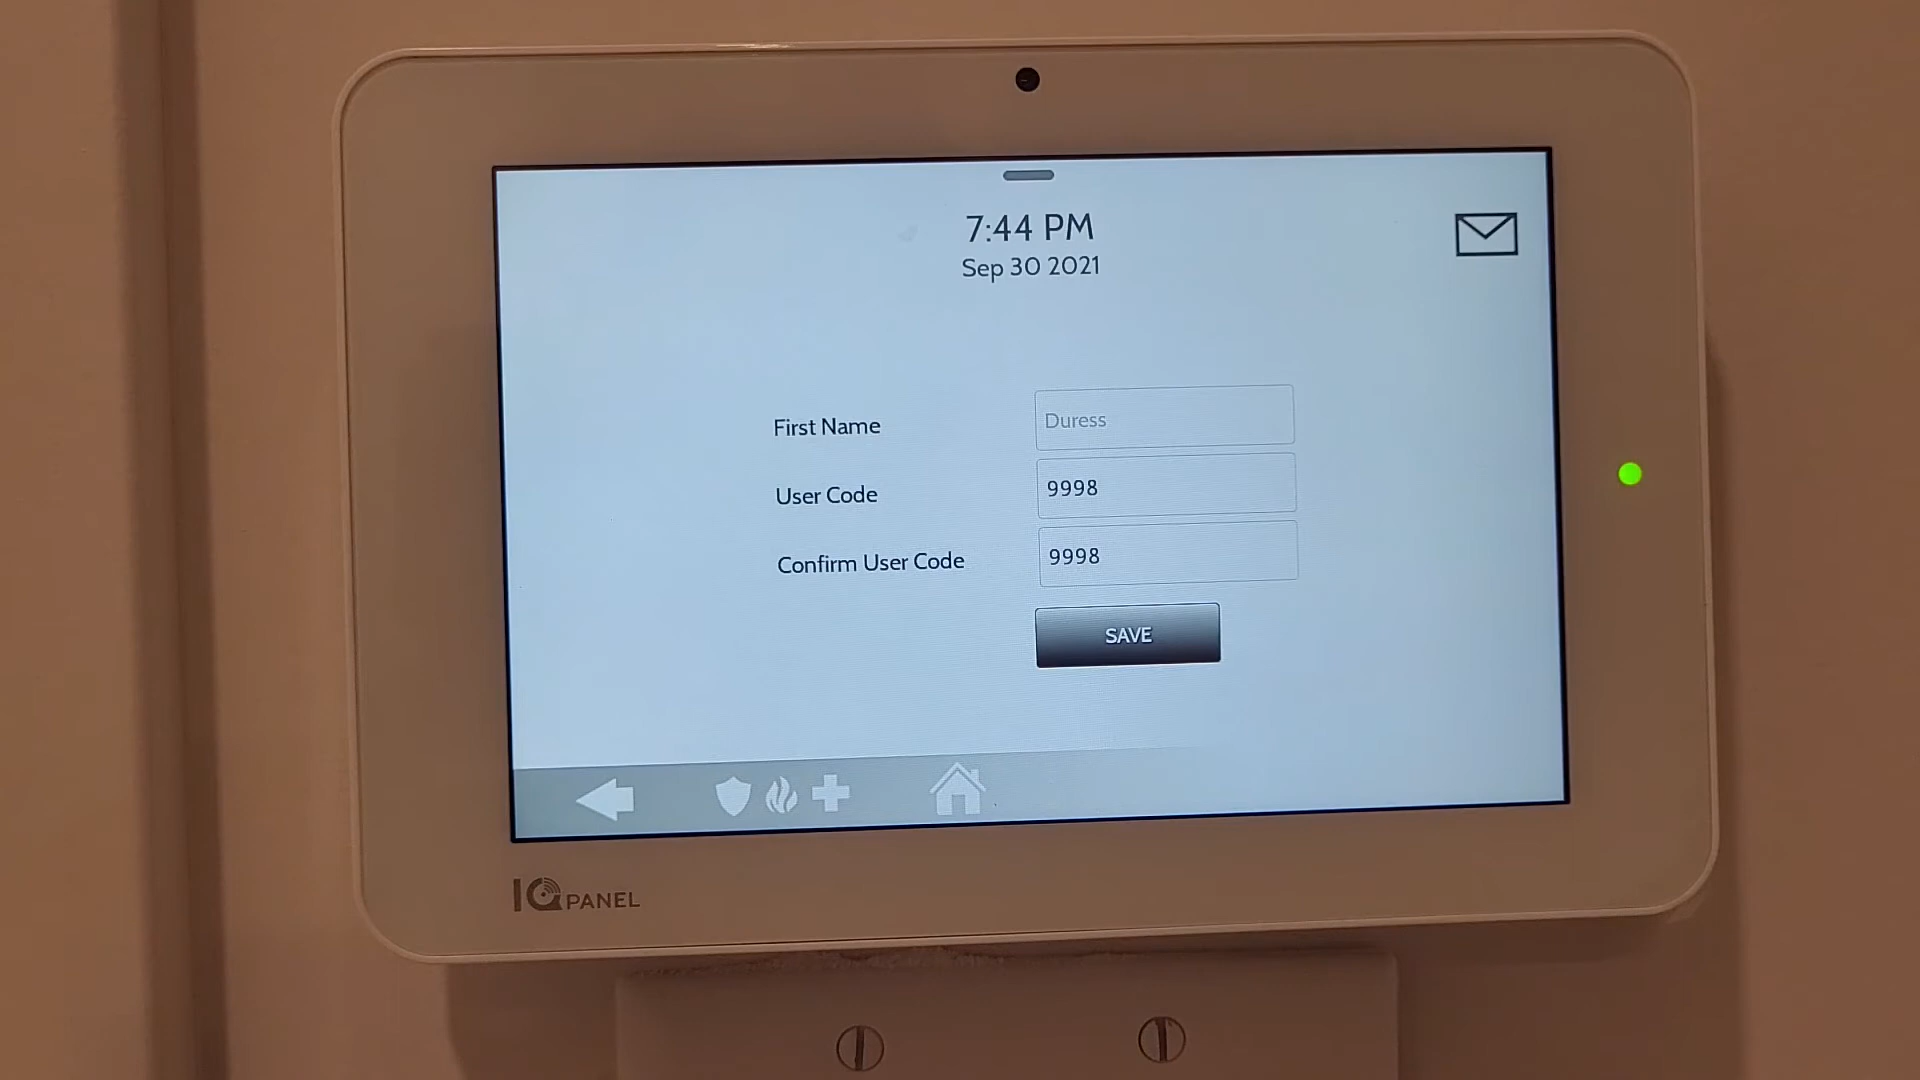 7:44 PM
Sep 30 2021
First Name
Duress
User Code
9998
Confirm User Code
9998
SAVE
IQ PANEL